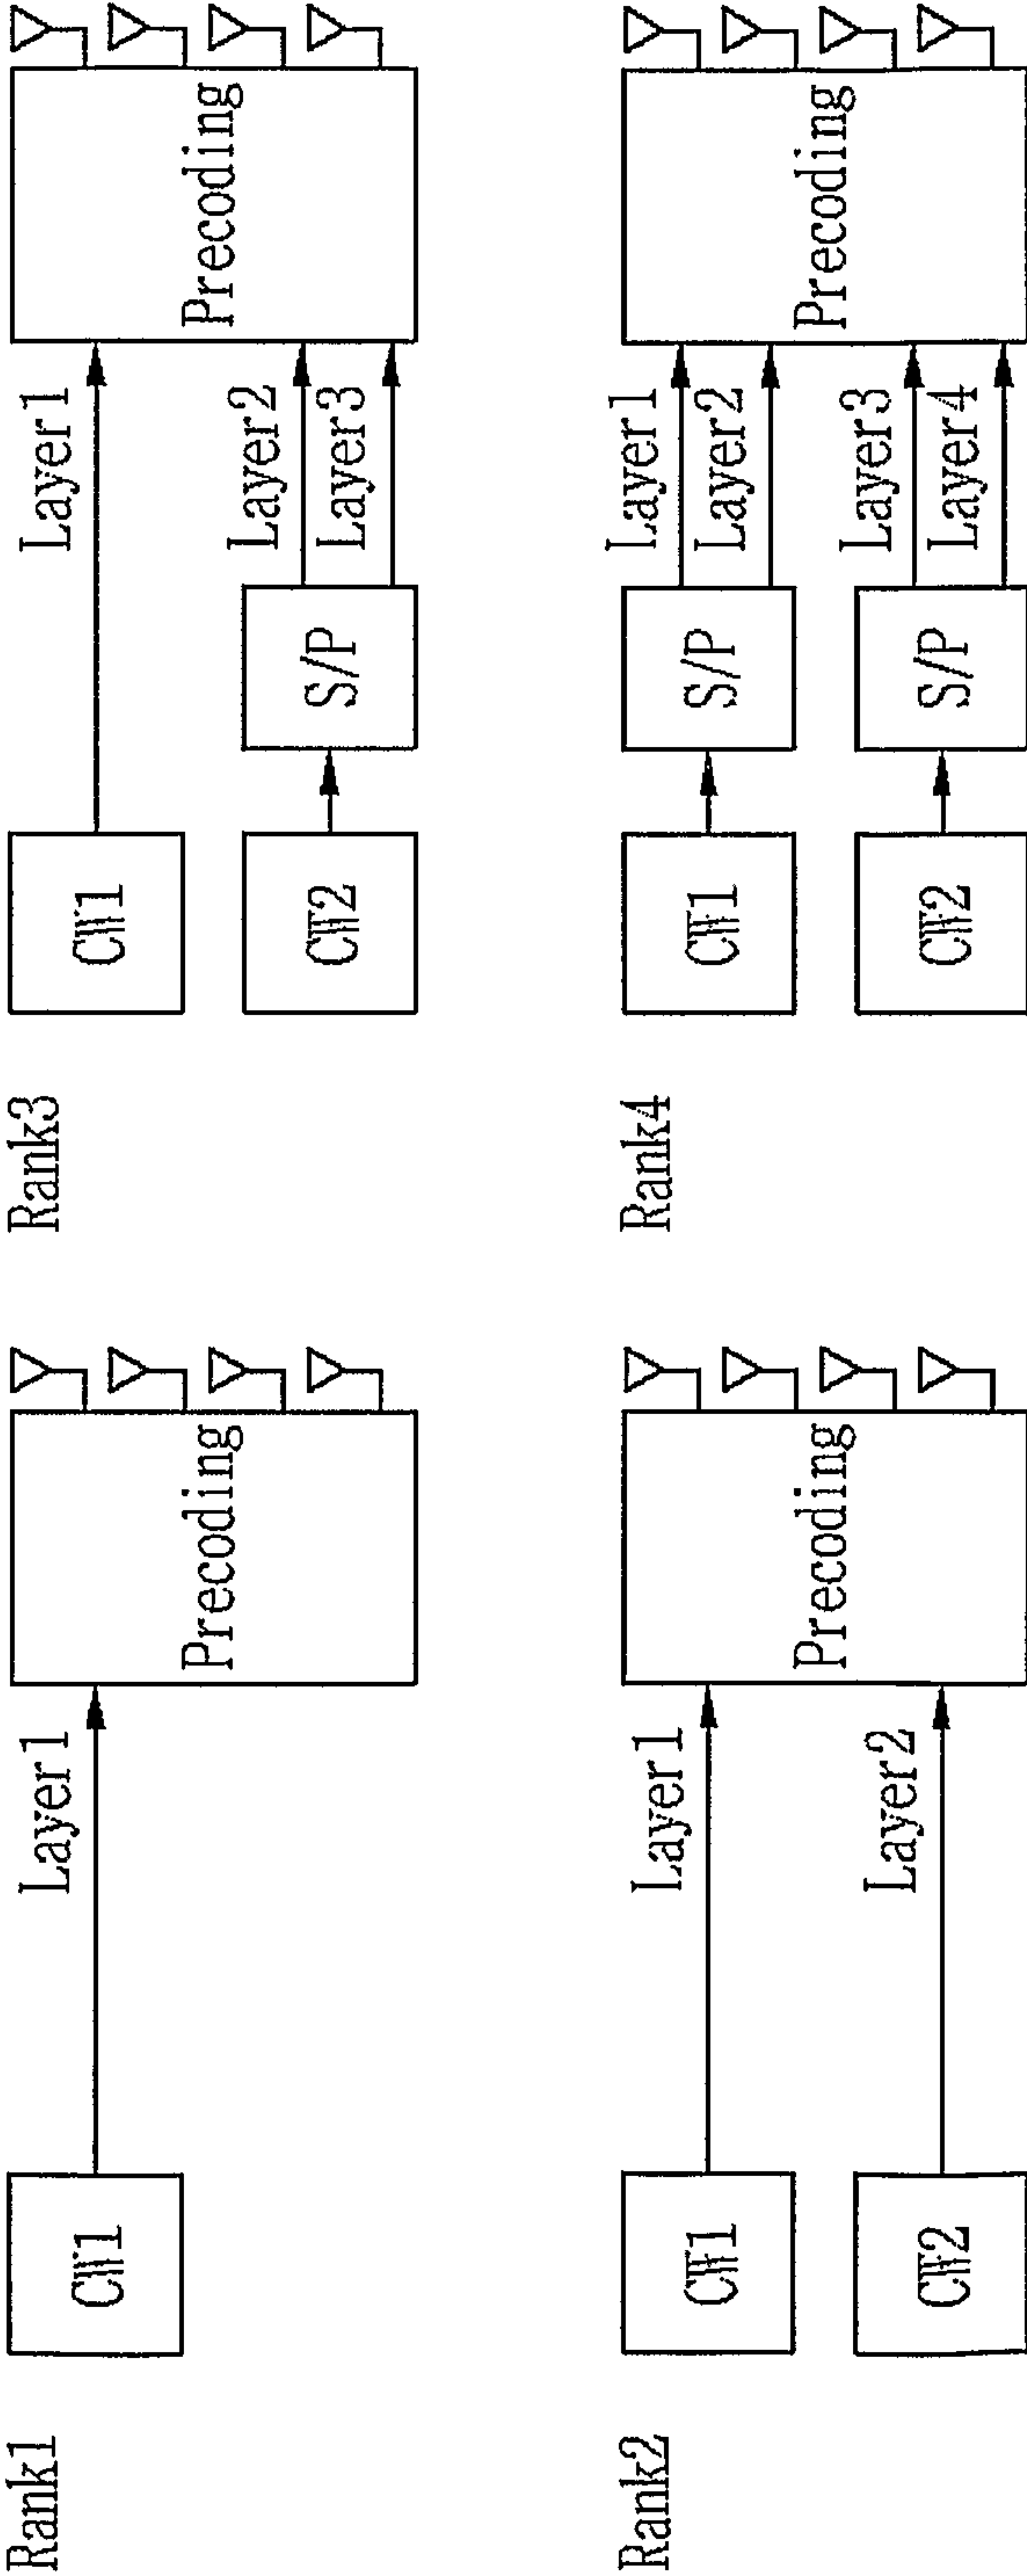 Rank1
CW1
Layer1
Precoding
Rank3
CW1
Layer1
CW2
S/P
Layer2
Layer3
Precoding
Rank2
CW1
Layer1
CW2
Layer2
Precoding
Rank4
CW1
S/P
Layer1
Layer2
CW2
S/P
Layer3
Layer4
Precoding